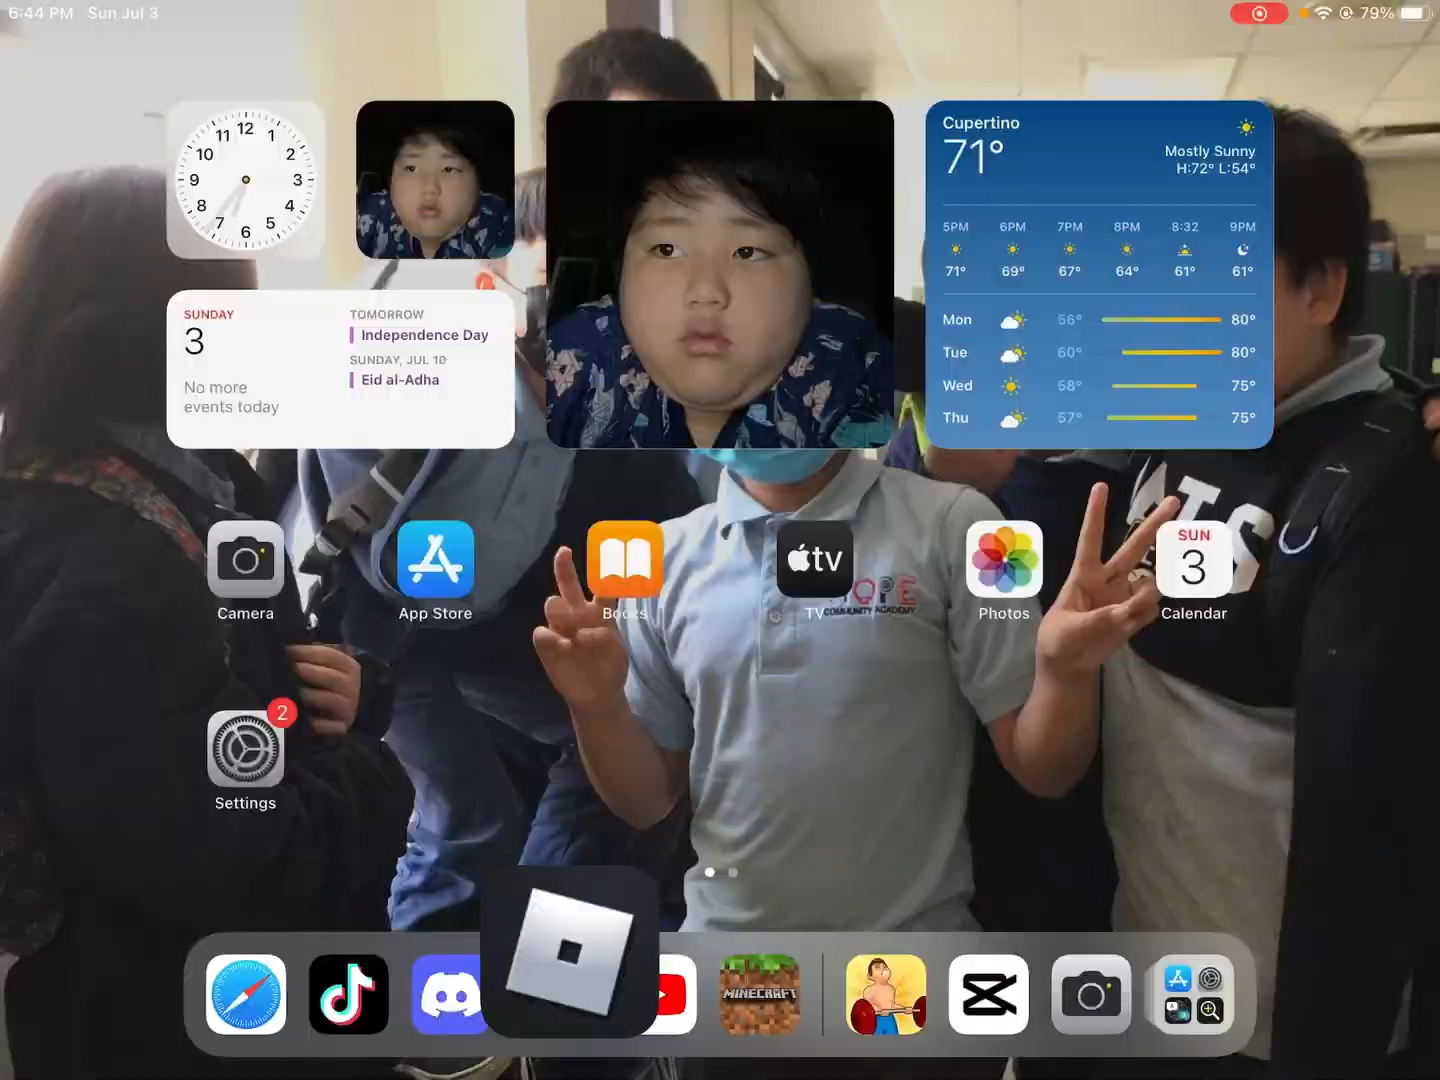 6:44 PM Sun Jul 3
79%
12
11 1
10 2
9 3
8 4
7 5
6
SUNDAY
3
No more
events today
TOMORROW
Independence Day
SUNDAY, JUL 10
Eid al-Adha
Cupertino
71°
Mostly Sunny
H:72° L:54°
5PM 6PM 7PM 8PM 8:32 9PM
71° 69° 67° 64° 61° 61°
Mon 56° 80°
Tue 60° 80°
Wed 58° 75°
Thu 57° 75°
Camera
App Store
Books
tv
TV
HOPE
COMMUNITY ACADEMY
Photos
SUN
3
Calendar
2
Settings
MINECRAFT